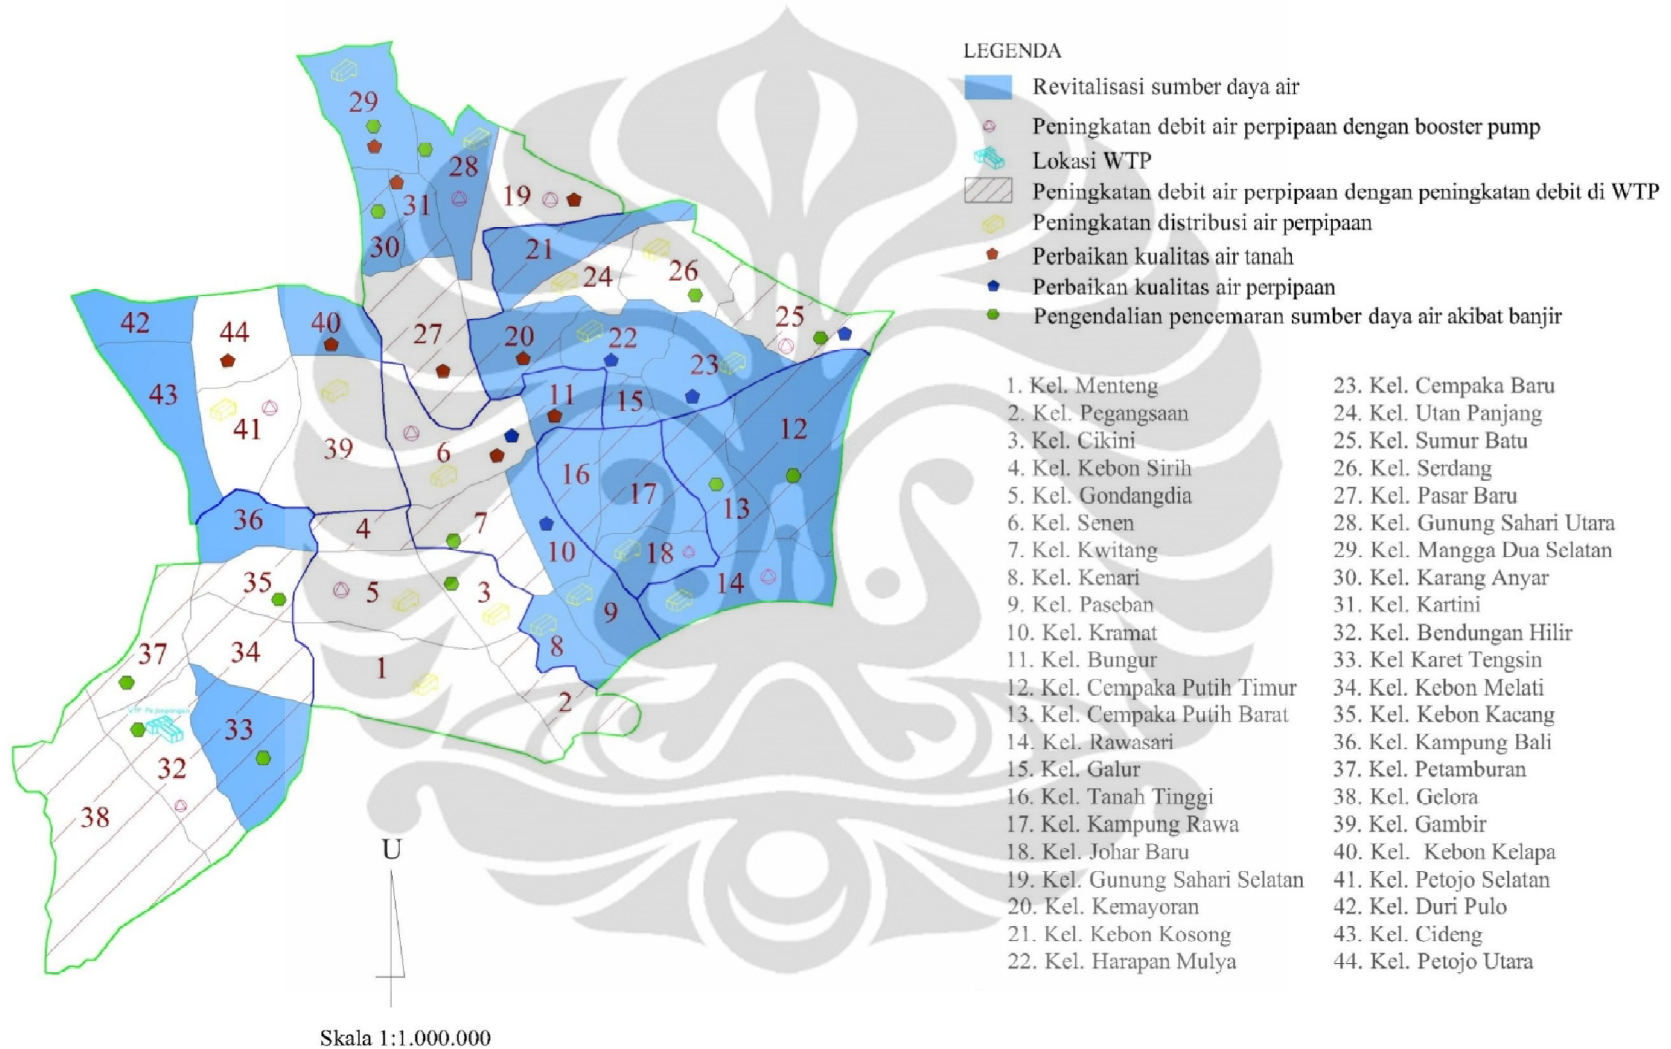 LEGENDA
Revitalisasi sumber daya air
Peningkatan debit air perpipaan dengan booster pump
Lokasi WTP
Peningkatan debit air perpipaan dengan peningkatan debit di WTP
Peningkatan distribusi air perpipaan
Perbaikan kualitas air tanah
Perbaikan kualitas air perpipaan
Pengendalian pencemaran sumber daya air akibat banjir
1. Kel. Menteng
2. Kel. Pegangsaan
3. Kel. Cikini
4. Kel. Kebon Sirih
5. Kel. Gondangdia
6. Kel. Senen
7. Kel. Kwitang
8. Kel. Kenari
9. Kel. Paseban
10. Kel. Kramat
11. Kel. Bungur
12. Kel. Cempaka Putih Timur
13. Kel. Cempaka Putih Barat
14. Kel. Rawasari
15. Kel. Galur
16. Kel. Tanah Tinggi
17. Kel. Kampung Rawa
18. Kel. Johar Baru
19. Kel. Gunung Sahari Selatan
20. Kel. Kemayoran
21. Kel. Kebon Kosong
22. Kel. Harapan Mulya
23. Kel. Cempaka Baru
24. Kel. Utan Panjang
25. Kel. Sumur Batu
26. Kel. Serdang
27. Kel. Pasar Baru
28. Kel. Gunung Sahari Utara
29. Kel. Mangga Dua Selatan
30. Kel. Karang Anyar
31. Kel. Kartini
32. Kel. Bendungan Hilir
33. Kel Karet Tengsin
34. Kel. Kebon Melati
35. Kel. Kebon Kacang
36. Kel. Kampung Bali
37. Kel. Petamburan
38. Kel. Gelora
39. Kel. Gambir
40. Kel. Kebon Kelapa
41. Kel. Petojo Selatan
42. Kel. Duri Pulo
43. Kel. Cideng
44. Kel. Petojo Utara
29
28
19
31
30
21
24
26
42
44
40
27
20
22
25
23
43
11
15
41
39
6
12
16
17
13
36
4
7
10
18
14
35
5
3
9
8
37
34
1
2
33
32
38
U
Skala 1:1.000.000